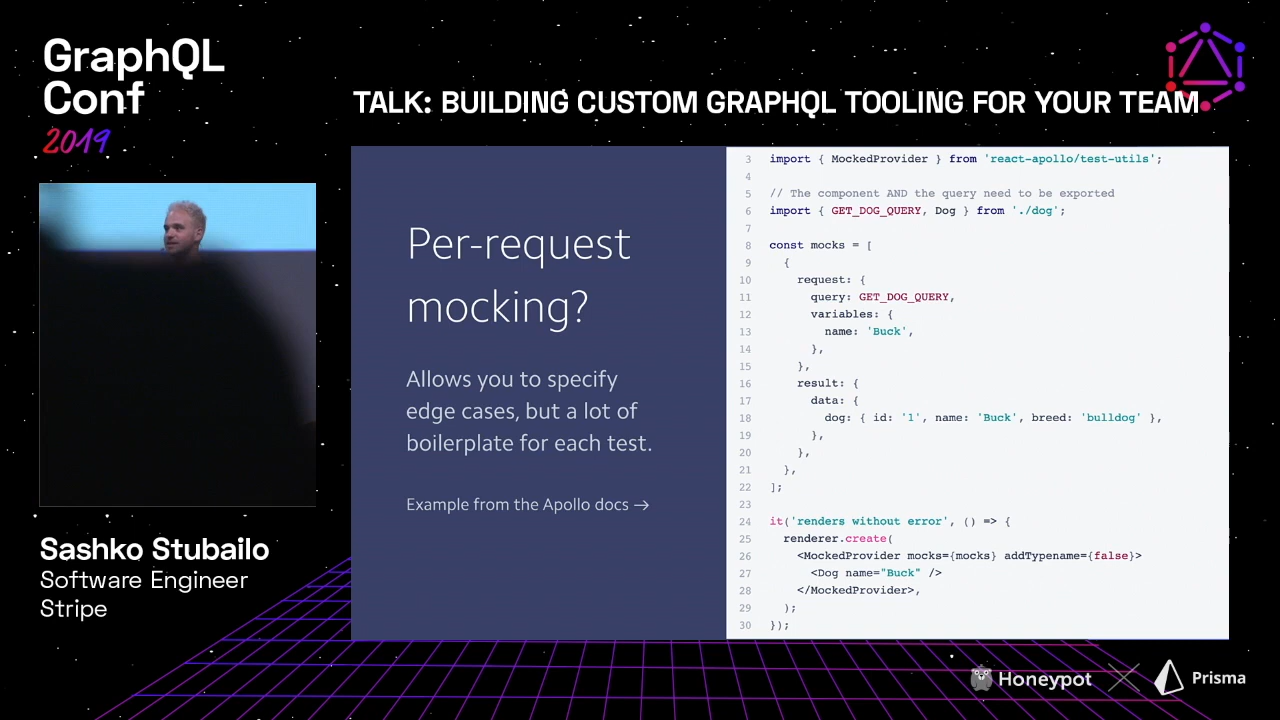 GraphQL
Conf
2019
TALK: BUILDING CUSTOM GRAPHQL TOOLING FOR YOUR TEAM
Per-request
mocking?
Allows you to specify
edge cases, but a lot of
boilerplate for each test.
Example from the Apollo docs →
3 import { MockedProvider } from 'react-apollo/test-utils';
4
5 // The component AND the query need to be exported
6 import { GET_DOG_QUERY, Dog } from './dog';
7
8 const mocks = [
9   {
10     request: {
11       query: GET_DOG_QUERY,
12       variables: {
13         name: 'Buck',
14       },
15     },
16     result: {
17       data: {
18         dog: { id: '1', name: 'Buck', breed: 'bulldog' },
19       },
20     },
21   },
22 ];
23
24 it('renders without error', () => {
25   renderer.create(
26     <MockedProvider mocks={mocks} addTypename={false}>
27       <Dog name="Buck" />
28     </MockedProvider>,
29   );
30 });
Sashko Stubailo
Software Engineer
Stripe
Honeypot
Prisma